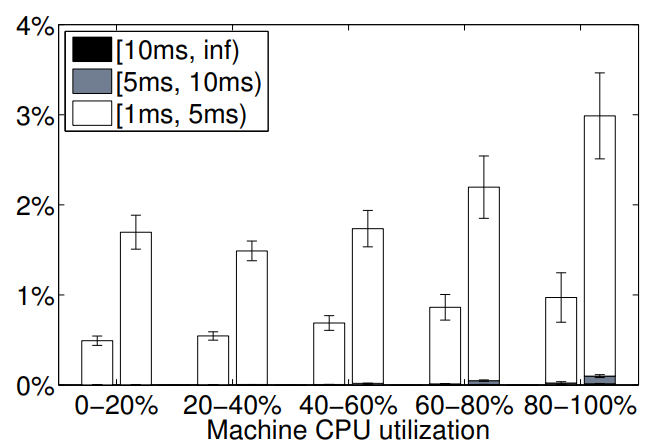 4%
3%
2%
1%
0%
[10ms, inf)
[5ms, 10ms)
[1ms, 5ms)
0−20% 20−40% 40−60% 60−80% 80−100%
Machine CPU utilization